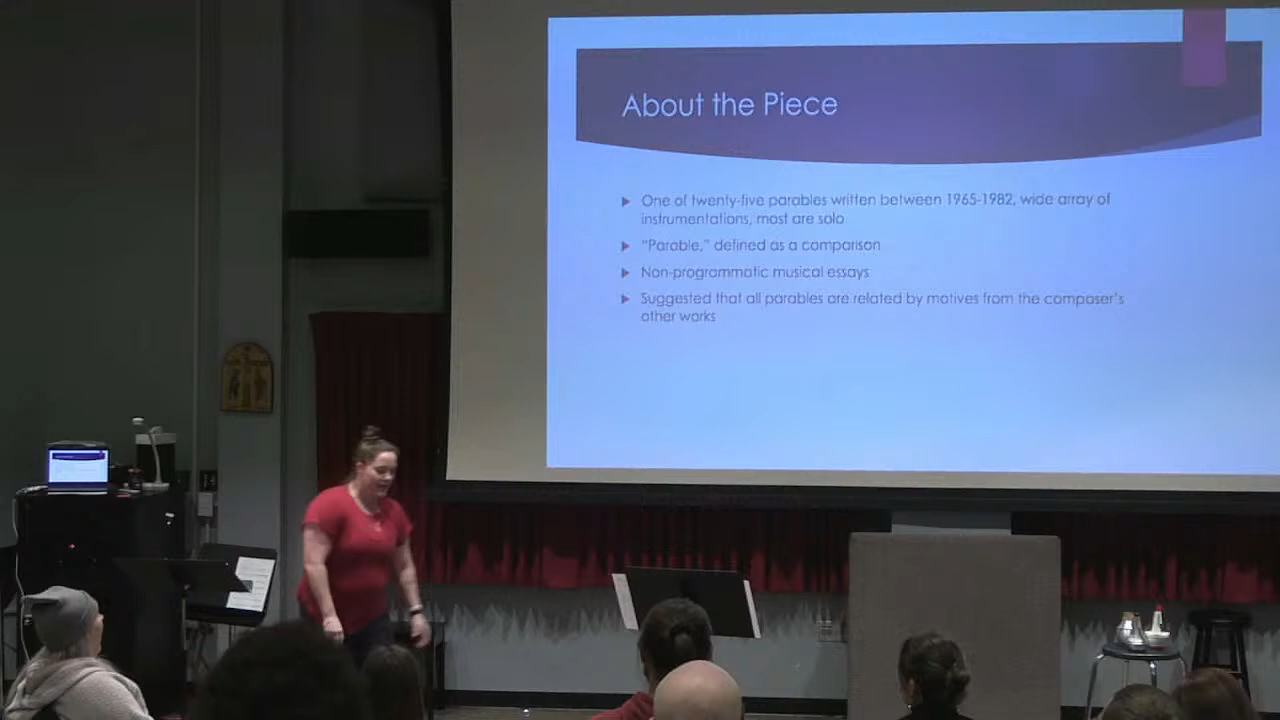 About the Piece
One of twenty-five parables written between 1965-1982, wide array of
instrumentations, most are solo
“Parable,” defined as a comparison
Non-programmatic musical essays
Suggested that all parables are related by motives from the composer’s
other works